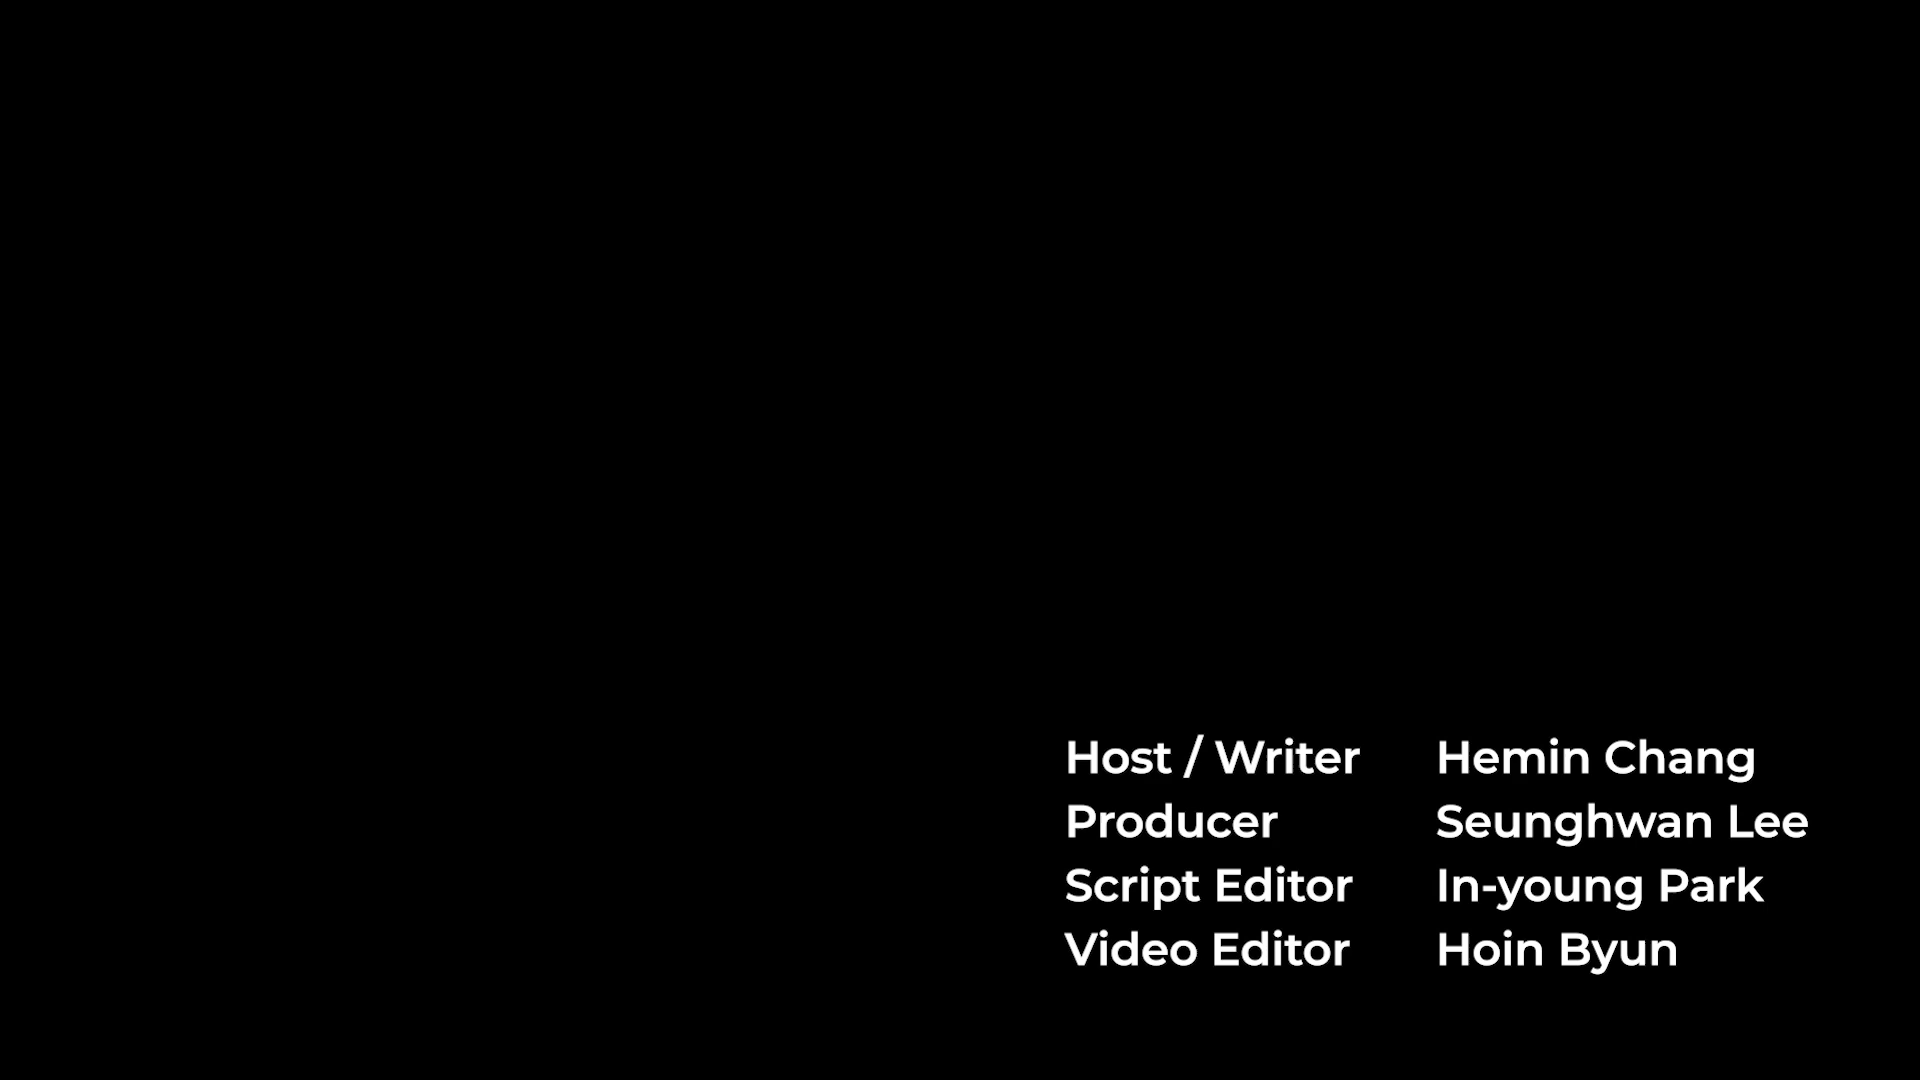 Host / Writer Hemin Chang
Producer Seunghwan Lee
Script Editor In-young Park
Video Editor Hoin Byun